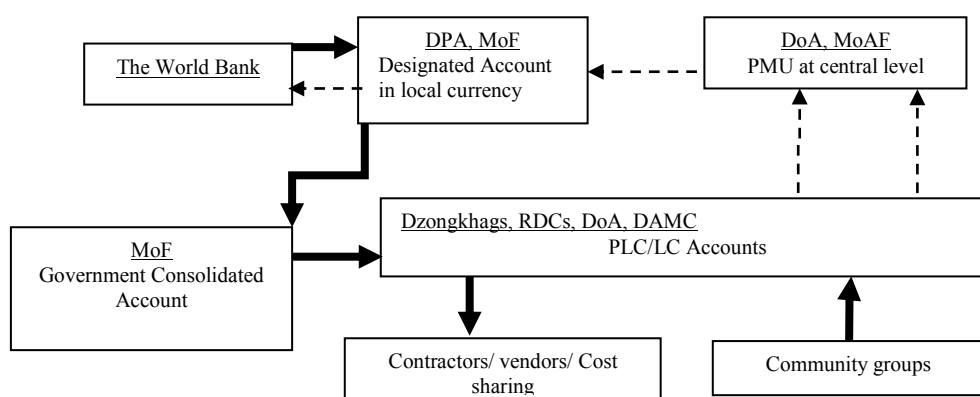 The World Bank
DPA, MoF
Designated Account
in local currency
DoA, MoAF
PMU at central level
MoF
Government Consolidated
Account
Dzongkhags, RDCs, DoA, DAMC
PLC/LC Accounts
Contractors/ vendors/ Cost
sharing
Community groups